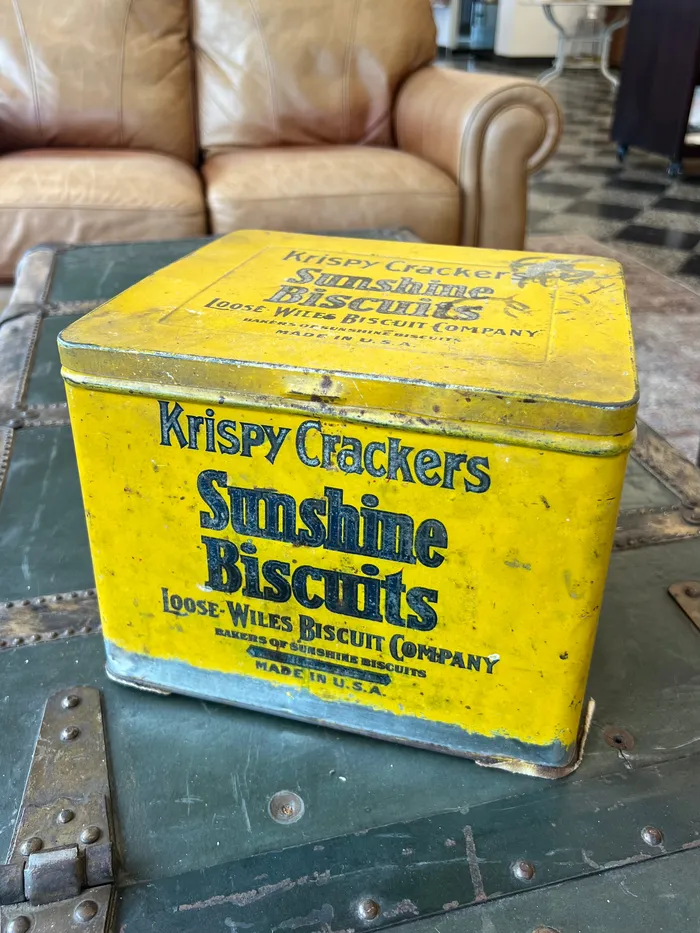 Krispy Cracker
Sunshine
Biscuits
Loose-Wiles Biscuit Company
Bakers of Sunshine Biscuits
Made in U.S.A.
Krispy Crackers
Sunshine
Biscuits
Loose-Wiles Biscuit Company
Bakers of Sunshine Biscuits
Made in U.S.A.